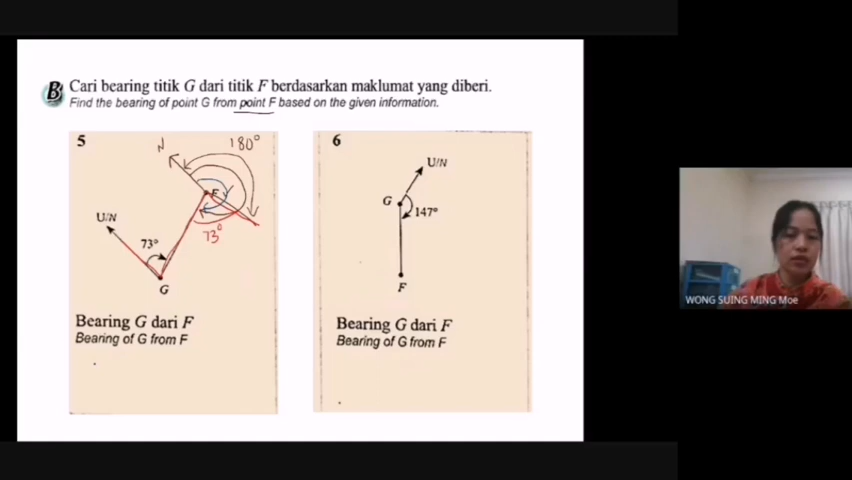 B Cari bearing titik G dari titik F berdasarkan maklumat yang diberi.
Find the bearing of point G from point F based on the given information.
5
N
180°
F
U/N
73°
73°
G
Bearing G dari F
Bearing of G from F
6
U/N
G
147°
F
Bearing G dari F
Bearing of G from F
WONG SUING MING Moe